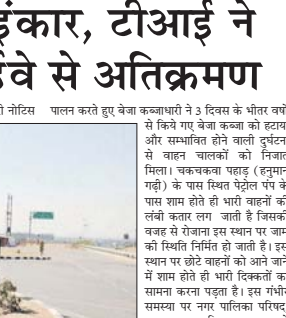 इंकार, टीआई ने
से अतिक्रमण
नोटिस
पालन करते हुए बेजा कब्जाधारी ने 3 दिवस के भीतर वर्षों
से किये गए बेजा कब्जा को हटाया
और सम्भावित होने वाली दुर्घटना
से वाहन चालकों को निजात
मिला। चकचकवा पहाड़ (हनुमान
गढ़ी) के पास स्थित पेट्रोल पंप के
पास शाम होते ही भारी वाहनों की
लंबी कतार लग जाती है जिसकी
वजह से रोजाना इस स्थान पर जाम
की स्थिति निर्मित हो जाती है। इस
स्थान पर छोटे वाहनों को आने जाने
में शाम होते ही भारी दिक्कतों का
सामना करना पड़ता है। इस गंभीर
समस्या पर नगर पालिका परिषद,